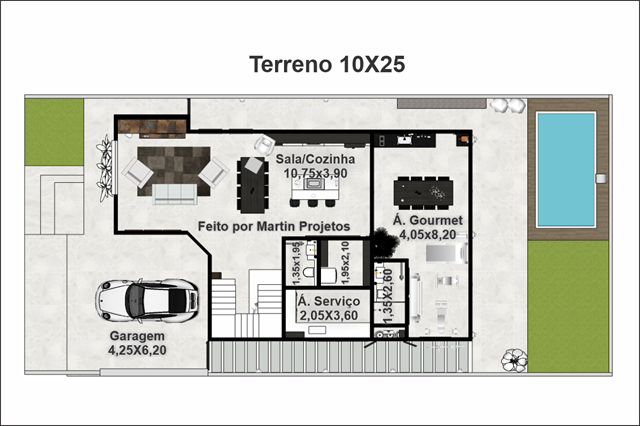 Terreno 10X25
Sala/Cozinha
10,75x3,90
Feito por Martin Projetos
Á. Gourmet
4,05x8,20
1,35x1,95
1,95x2,10
1,35X2,60
Á. Serviço
2,05X3,60
Garagem
4,25X6,20